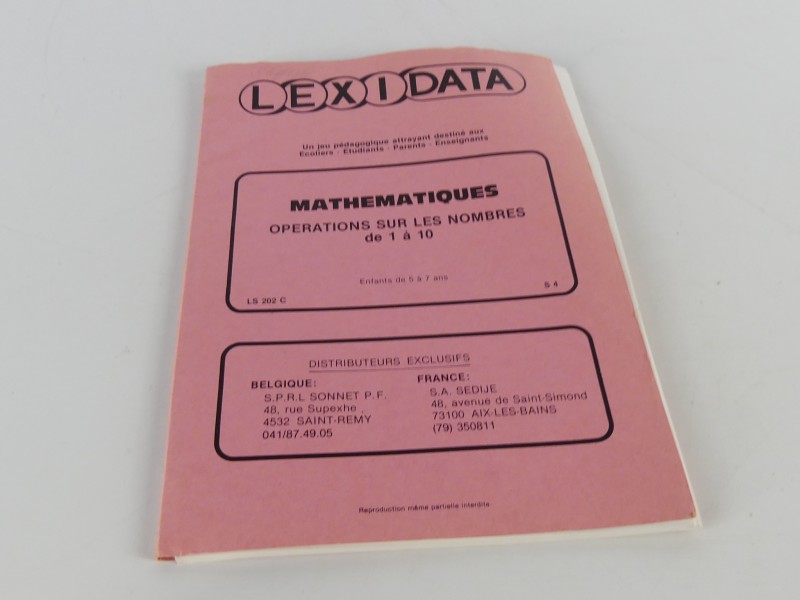 LEXIDATA
Un jeu pédagogique attrayant destiné aux
Ecoliers - Etudiants - Parents - Enseignants
MATHEMATIQUES
OPERATIONS SUR LES NOMBRES
de 1 à 10
Enfants de 5 à 7 ans
LS 202 C
S 4
DISTRIBUTEURS EXCLUSIFS
BELGIQUE:
S.P.R.L SONNET P.F.
48, rue Supexhe
4532 SAINT-REMY
041/87.49.05
FRANCE:
S.A. SEDIJE
48, avenue de Saint-Simond
73100 AIX-LES-BAINS
(79) 350811
Reproduction même partielle interdite